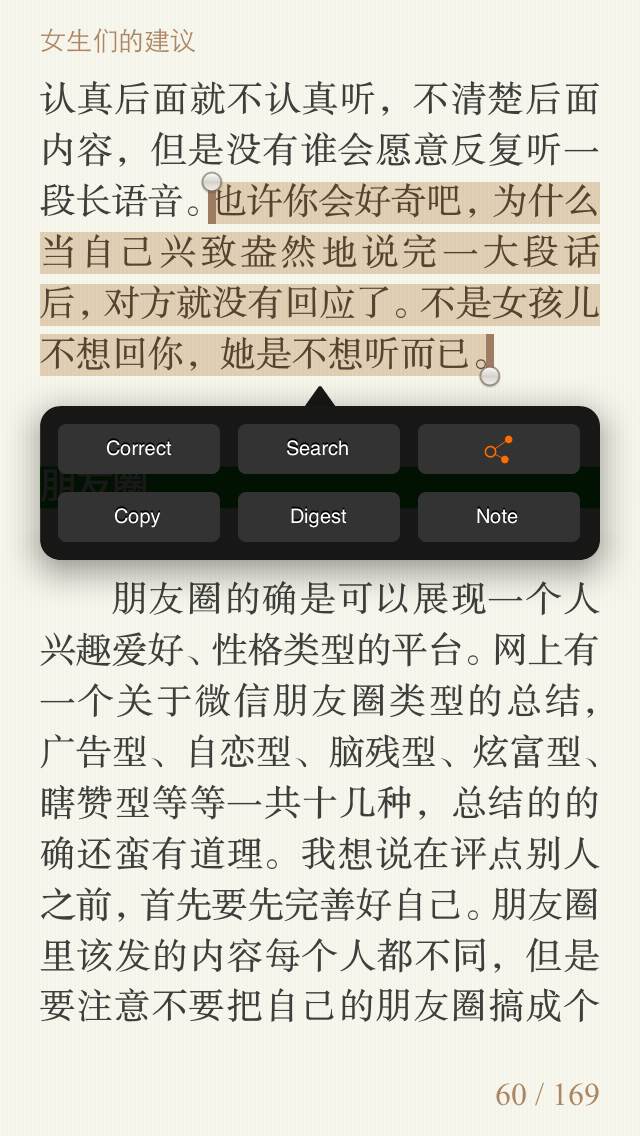 女生们的建议
认真后面就不认真听，不清楚后面
内容，但是没有谁会愿意反复听一
段长语音。也许你会好奇吧，为什么
当自己兴致盎然地说完一大段话
后，对方就没有回应了。不是女孩儿
不想回你，她是不想听而已。
Correct
Search
朋友圈
Copy
Digest
Note
朋友圈的确是可以展现一个人
兴趣爱好、性格类型的平台。网上有
一个关于微信朋友圈类型的总结，
广告型、自恋型、脑残型、炫富型、
瞎赞型等等一共十几种，总结的的
确还蛮有道理。我想说在评点别人
之前，首先要先完善好自己。朋友圈
里该发的内容每个人都不同，但是
要注意不要把自己的朋友圈搞成个
60 / 169